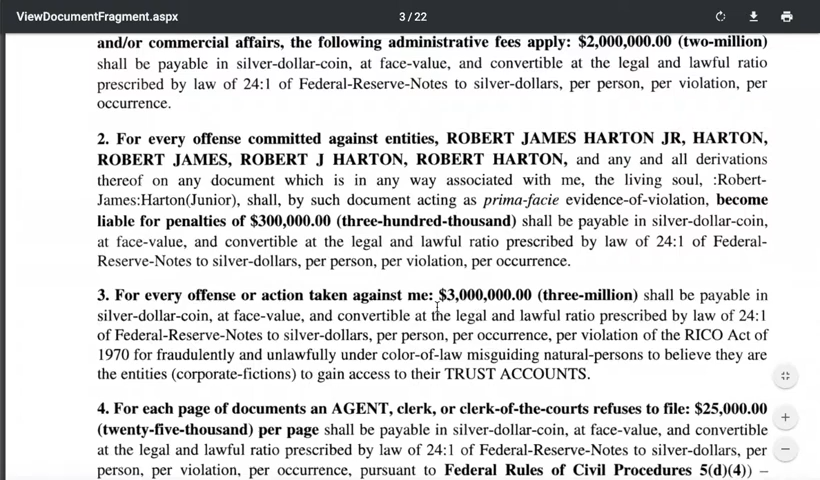 ViewDocumentFragment.aspx
3 / 22
and/or commercial affairs, the following administrative fees apply: $2,000,000.00 (two-million)
shall be payable in silver-dollar-coin, at face-value, and convertible at the legal and lawful ratio
prescribed by law of 24:1 of Federal-Reserve-Notes to silver-dollars, per person, per violation, per
occurrence.
2. For every offense committed against entities, ROBERT JAMES HARTON JR, HARTON,
ROBERT JAMES, ROBERT J HARTON, ROBERT HARTON, and any and all derivations
thereof on any document which is in any way associated with me, the living soul, :Robert-
James:Harton(Junior), shall, by such document acting as prima-facie evidence-of-violation, become
liable for penalties of $300,000.00 (three-hundred-thousand) shall be payable in silver-dollar-coin,
at face-value, and convertible at the legal and lawful ratio prescribed by law of 24:1 of Federal-
Reserve-Notes to silver-dollars, per person, per violation, per occurrence.
3. For every offense or action taken against me: $3,000,000.00 (three-million) shall be payable in
silver-dollar-coin, at face-value, and convertible at the legal and lawful ratio prescribed by law of 24:1
of Federal-Reserve-Notes to silver-dollars, per person, per occurrence, per violation of the RICO Act of
1970 for fraudulently and unlawfully under color-of-law misguiding natural-persons to believe they are
the entities (corporate-fictions) to gain access to their TRUST ACCOUNTS.
4. For each page of documents an AGENT, clerk, or clerk-of-the-courts refuses to file: $25,000.00
(twenty-five-thousand) per page shall be payable in silver-dollar-coin, at face-value, and convertible
at the legal and lawful ratio prescribed by law of 24:1 of Federal-Reserve-Notes to silver-dollars, per
person, per violation, per occurrence, pursuant to Federal Rules of Civil Procedures 5(d)(4)) –